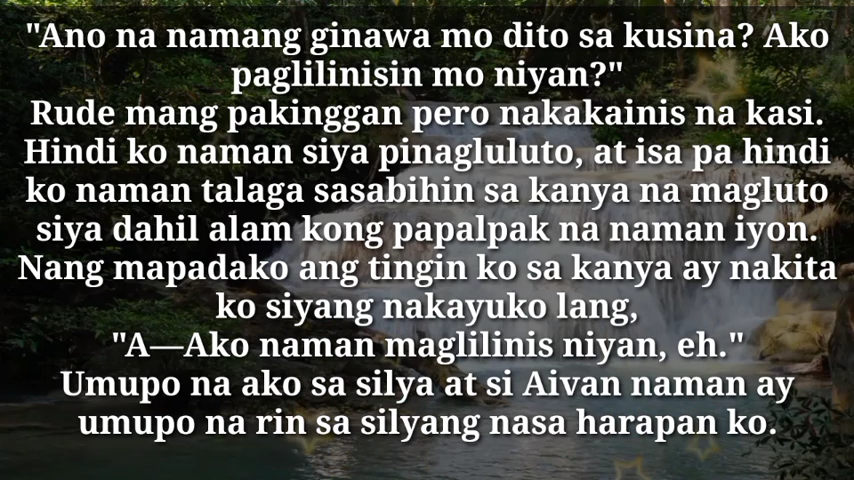 "Ano na namang ginawa mo dito sa kusina? Ako
paglilinisin mo niyan?"
Rude mang pakinggan pero nakakainis na kasi.
Hindi ko naman siya pinagluluto, at isa pa hindi
ko naman talaga sasabihin sa kanya na magluto
siya dahil alam kong papalpak na naman iyon.
Nang mapadako ang tingin ko sa kanya ay nakita
ko siyang nakayuko lang,
"A—Ako naman maglilinis niyan, eh."
Umupo na ako sa silya at si Aivan naman ay
umupo na rin sa silyang nasa harapan ko.